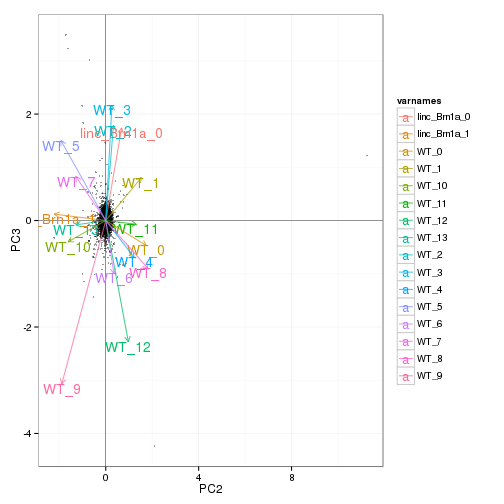 varnames
a linc_Brn1a_0
a linc_Brn1a_1
a WT_0
a WT_1
a WT_10
a WT_11
a WT_12
a WT_13
a WT_2
a WT_3
a WT_4
a WT_5
a WT_6
a WT_7
a WT_8
a WT_9
WT_3
WT_2
linc_Brn1a_0
WT_5
WT_7
WT_1
WT_11
WT_10
WT_0
WT_4
WT_8
WT_6
WT_12
WT_9
2
0
-2
-4
PC3
0
4
8
PC2